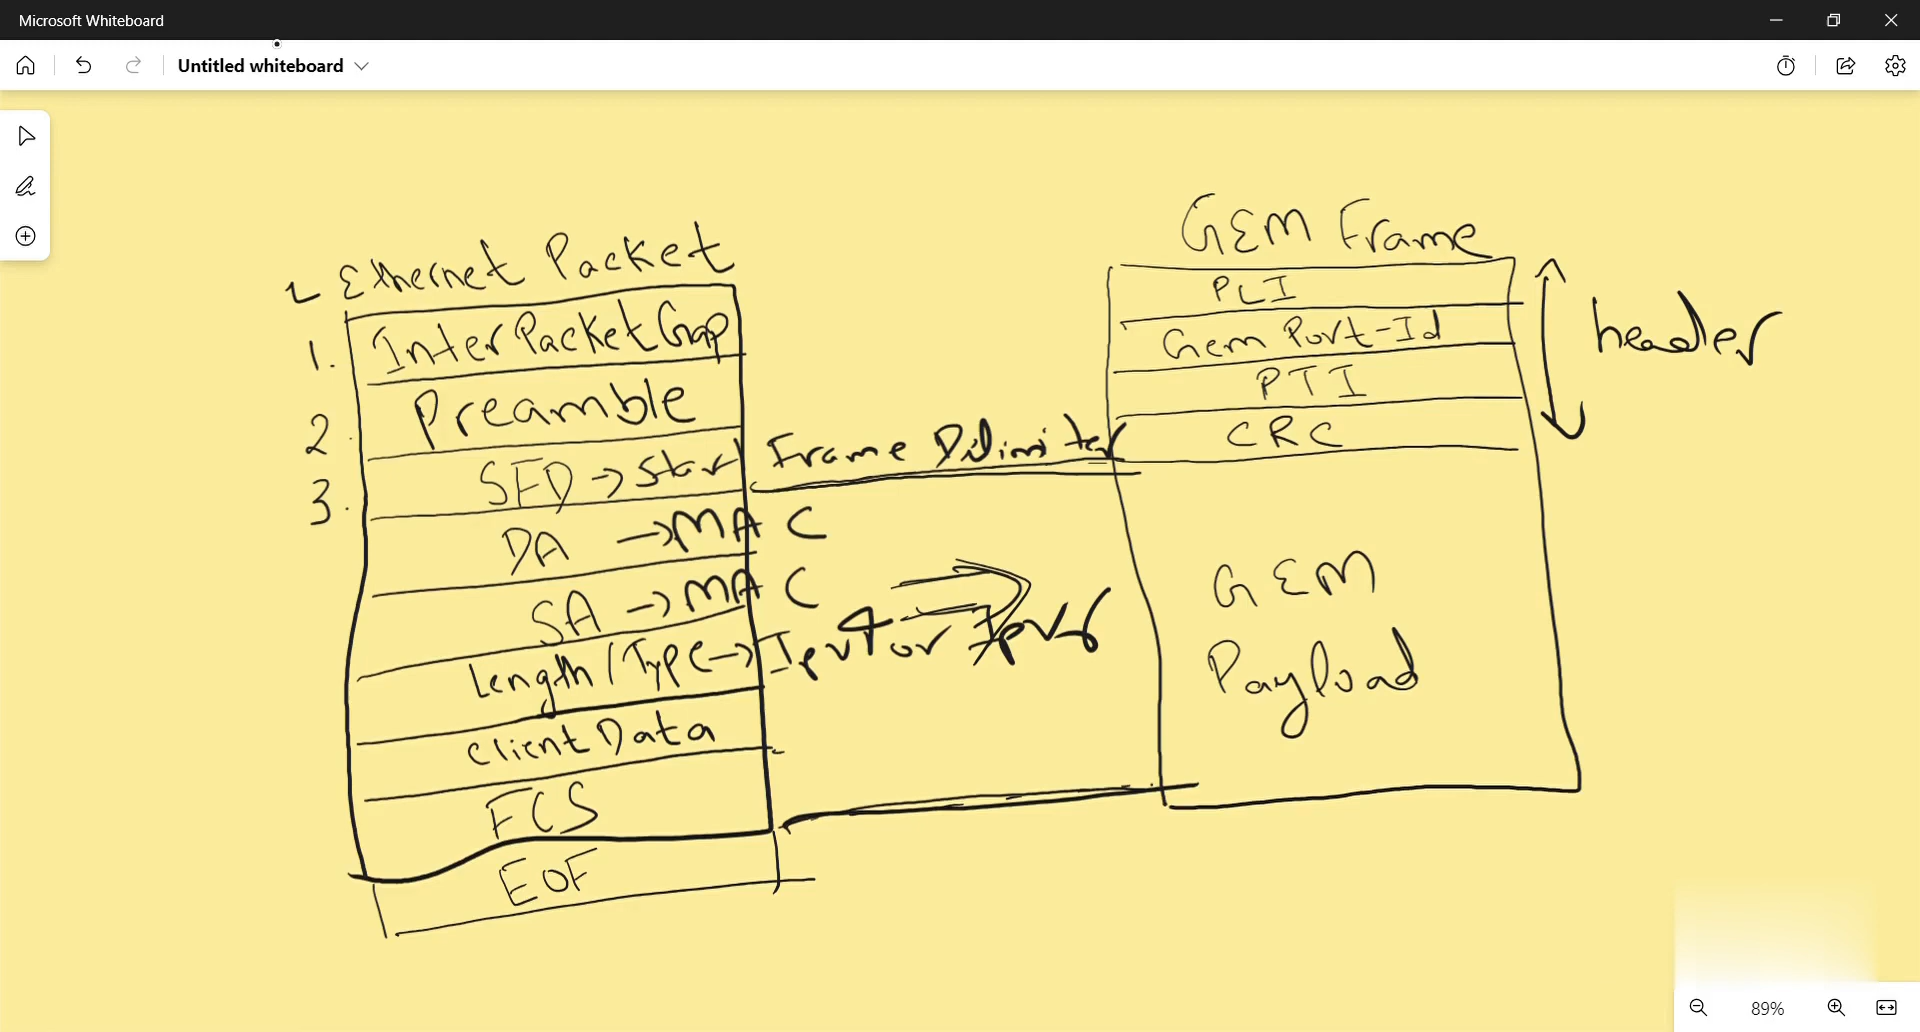 Microsoft Whiteboard
Untitled whiteboard
Ethernet Packet
1. Inter Packet Gap
2. Preamble
3. SFD → Start Frame Dilimiter
DA → MAC
SA → MAC
Length / Type → Ipv4 or Ipv6
Client Data
FCS
EOF
GEM Frame
PLI
Gem Port-Id
PTI
CRC
header
GEM
Payload
89%